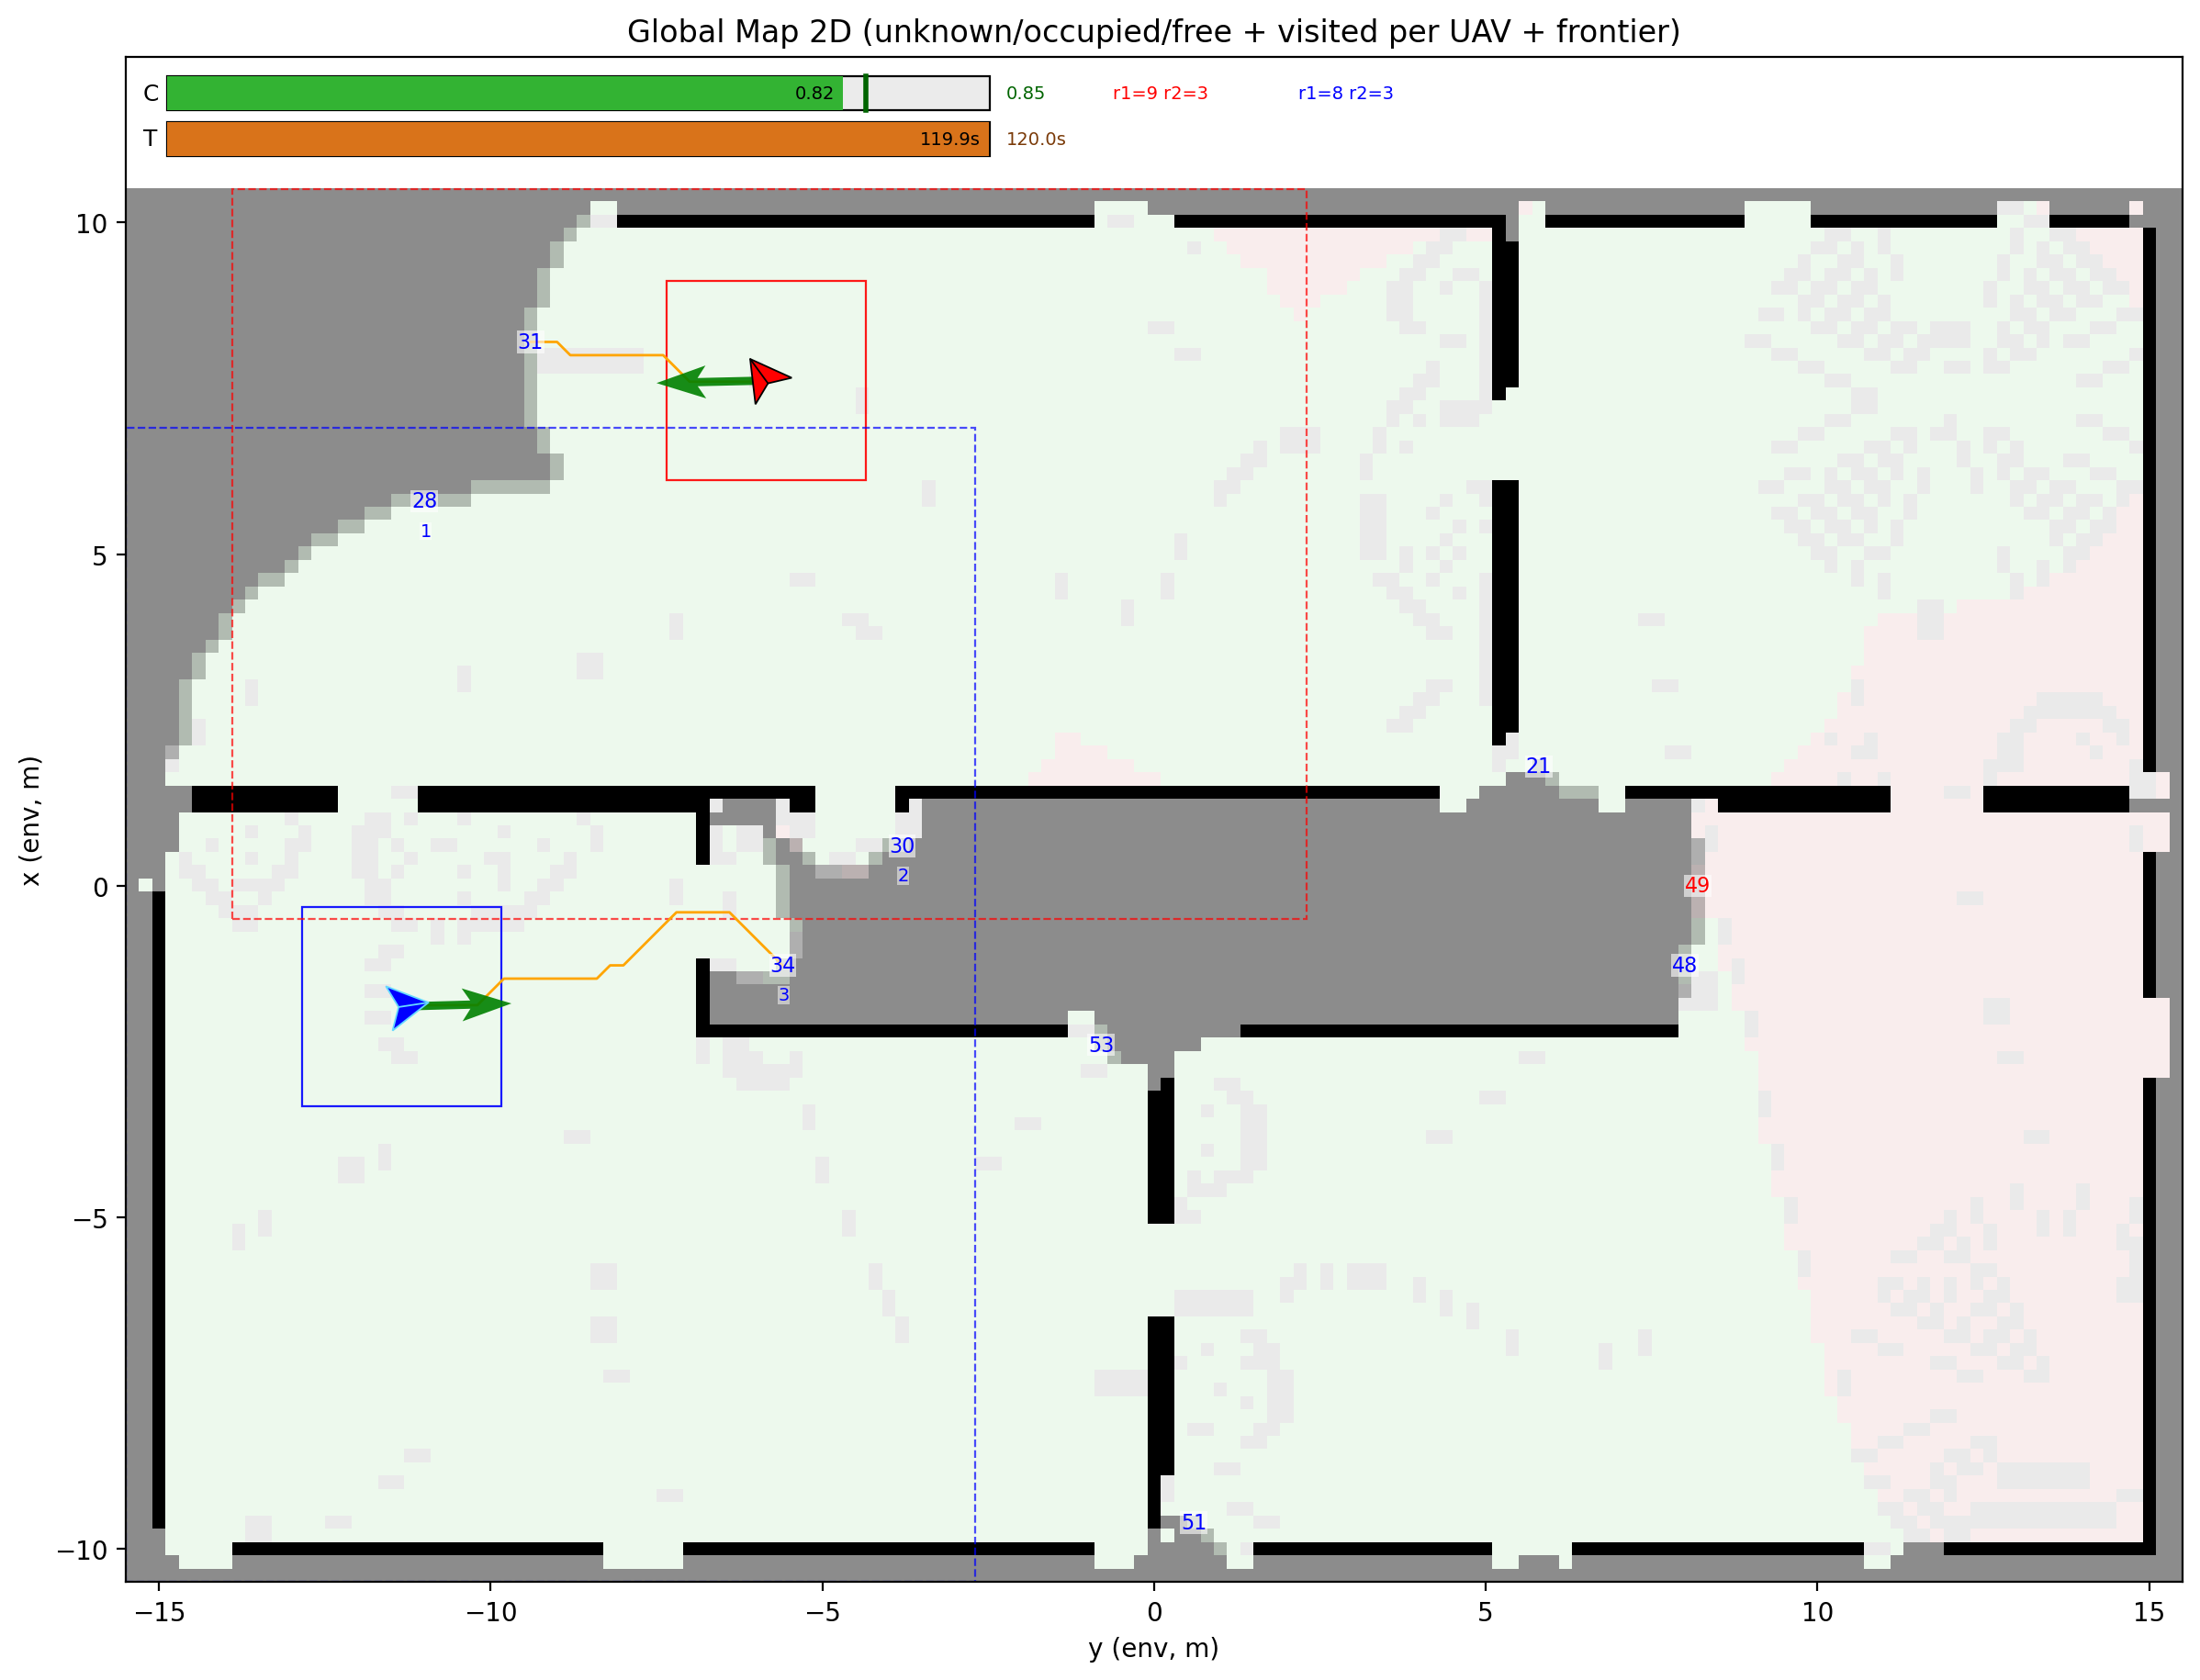 Global Map 2D (unknown/occupied/free + visited per UAV + frontier)
C 0.82 0.85 r1=9 r2=3 r1=8 r2=3
T 119.9s 120.0s
10
31
28
5
1
21
30
0
2
49
34
48
3
53
−5
51
−10
−15 −10 −5 0 5 10 15
y (env, m)
x (env, m)